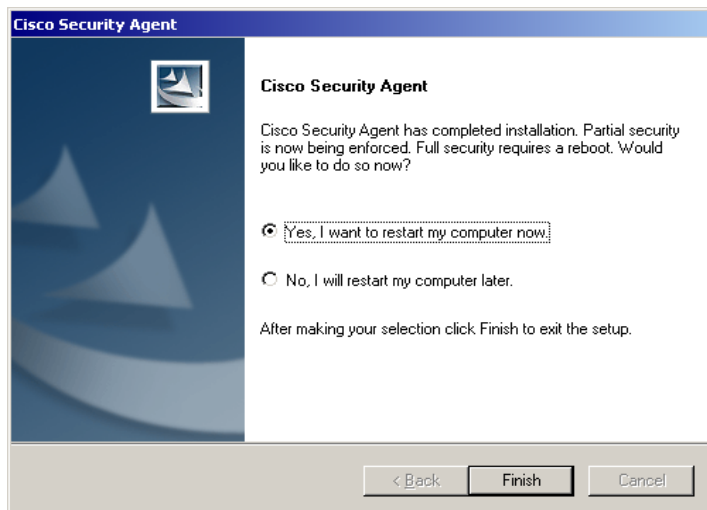 Cisco Security Agent
Cisco Security Agent
Cisco Security Agent has completed installation. Partial security
is now being enforced. Full security requires a reboot. Would
you like to do so now?
Yes, I want to restart my computer now.
No, I will restart my computer later.
After making your selection click Finish to exit the setup.
< Back
Finish
Cancel